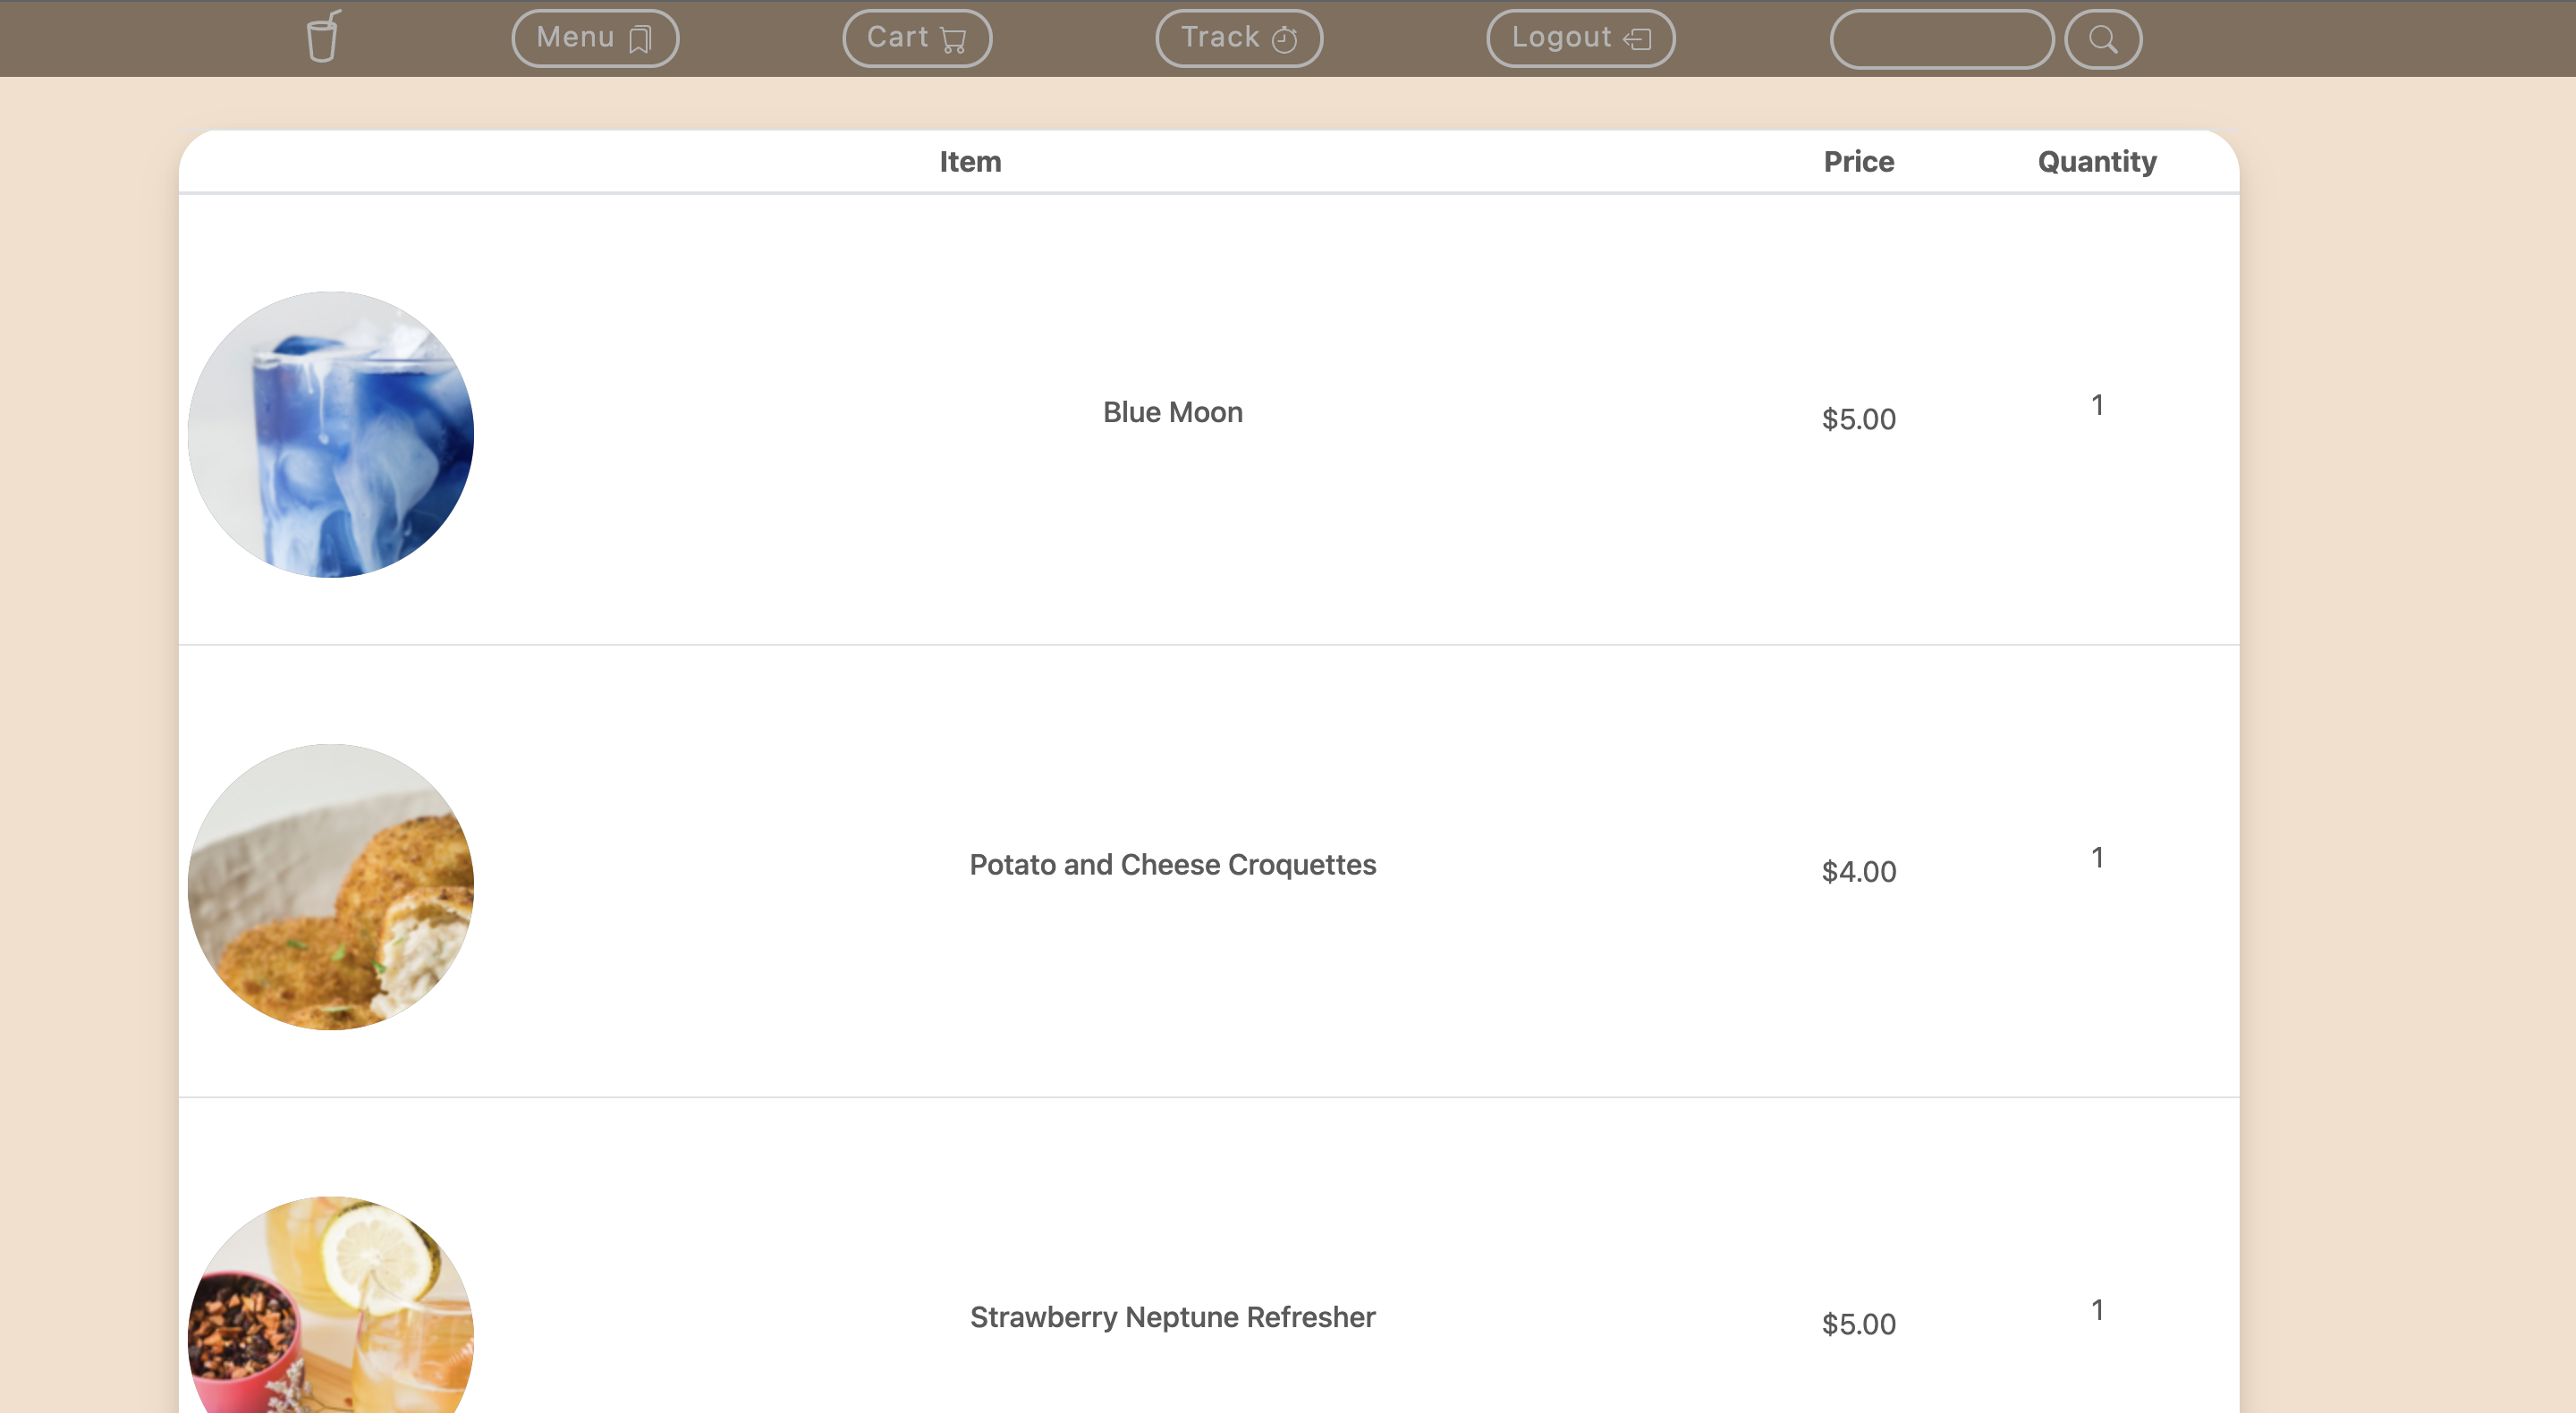 Menu Cart Track Logout
Item Price Quantity
Blue Moon $5.00 1
Potato and Cheese Croquettes $4.00 1
Strawberry Neptune Refresher $5.00 1